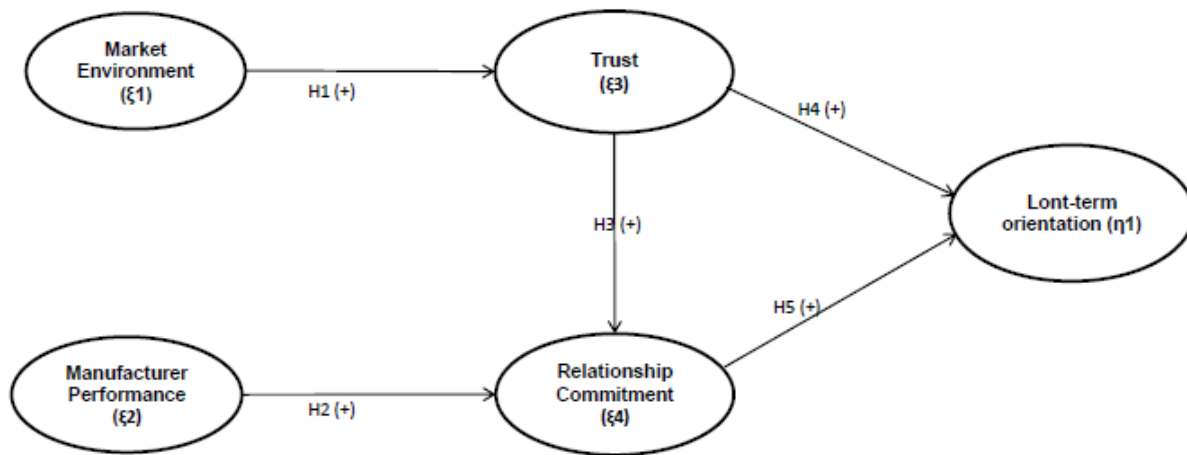 Market
Environment
(ξ1)
H1 (+)
Trust
(ξ3)
H4 (+)
Lont-term
orientation (η1)
H3 (+)
H5 (+)
Manufacturer
Performance
(ξ2)
H2 (+)
Relationship
Commitment
(ξ4)